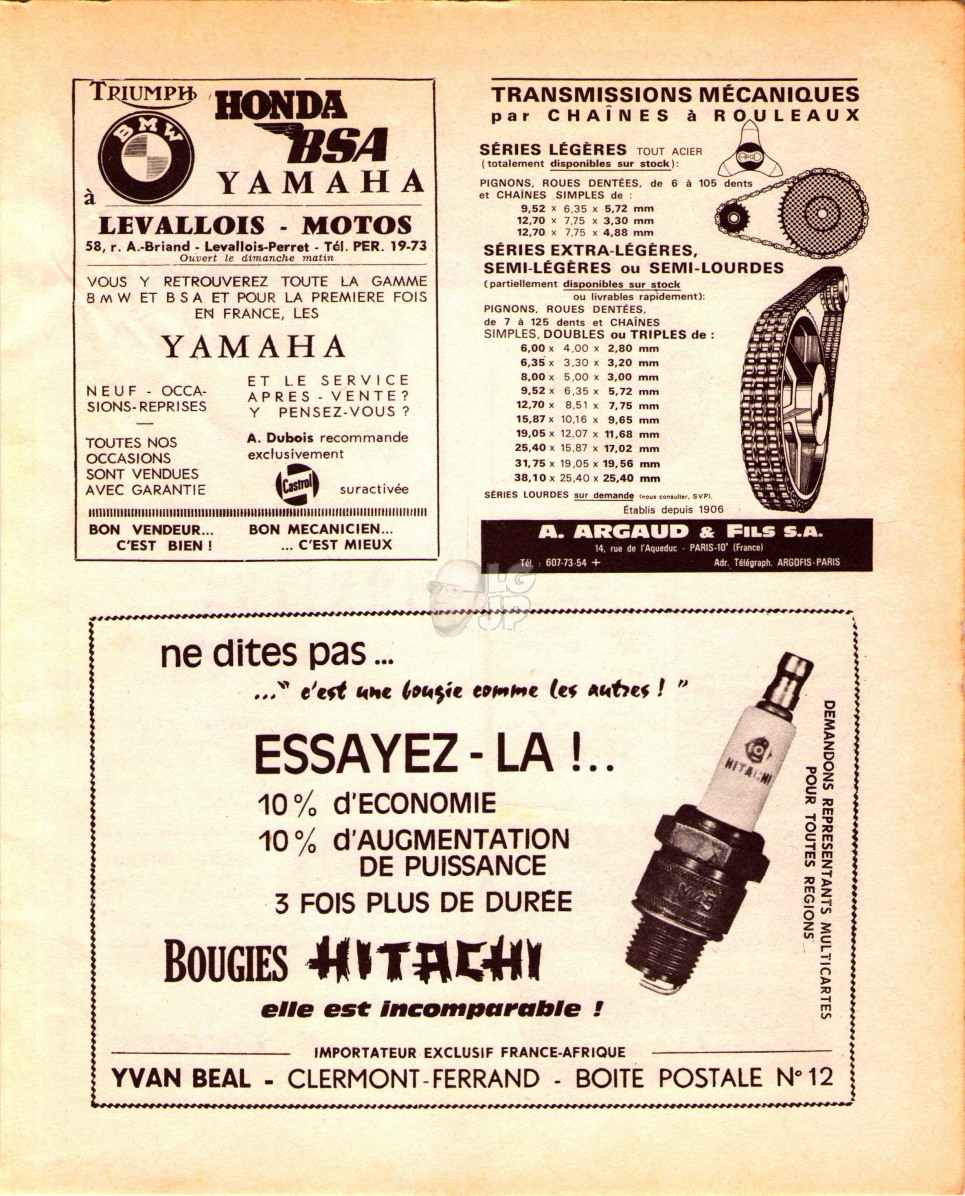 TRIUMPH
HONDA
BMW
BSA
YAMAHA
à
LEVALLOIS - MOTOS
58, r. A.-Briand - Levallois-Perret - Tél. PER. 19-73
Ouvert le dimanche matin
VOUS Y RETROUVEREZ TOUTE LA GAMME
BMW ET BSA ET POUR LA PREMIERE FOIS
EN FRANCE, LES
YAMAHA
NEUF - OCCA-
SIONS-REPRISES
TOUTES NOS
OCCASIONS
SONT VENDUES
AVEC GARANTIE
ET LE SERVICE
APRES - VENTE?
Y PENSEZ-VOUS?
A. Dubois recommande
exclusivement
Castrol
suractivée
BON VENDEUR...
C'EST BIEN !
BON MECANICIEN...
... C'EST MIEUX
TRANSMISSIONS MÉCANIQUES
par CHAÎNES à ROULEAUX
SÉRIES LÉGÈRES TOUT ACIER
(totalement disponibles sur stock):
PIGNONS, ROUES DENTÉES, de 6 à 105 dents
et CHAÎNES SIMPLES de :
9,52 x 6,35 x 5,72 mm
12,70 x 7,75 x 3,30 mm
12,70 x 7,75 x 4,88 mm
SÉRIES EXTRA-LÉGÈRES,
SEMI-LÉGÈRES ou SEMI-LOURDES
(partiellement disponibles sur stock
ou livrables rapidement):
PIGNONS, ROUES DENTÉES,
de 7 à 125 dents et CHAÎNES
SIMPLES, DOUBLES ou TRIPLES de :
6,00 x 4,00 x 2,80 mm
6,35 x 3,30 x 3,20 mm
8,00 x 5,00 x 3,00 mm
9,52 x 6,35 x 5,72 mm
12,70 x 8,51 x 7,75 mm
15,87 x 10,16 x 9,65 mm
19,05 x 12,07 x 11,68 mm
25,40 x 15,87 x 17,02 mm
31,75 x 19,05 x 19,56 mm
38,10 x 25,40 x 25,40 mm
SÉRIES LOURDES sur demande (nous consulter, SVP).
Établis depuis 1906
A. ARGAUD & FILS S.A.
14, rue de l'Aqueduc - PARIS-10e (France)
Tél. : 607-73-54 +
Adr. Télégraph. ARGOFIS-PARIS
LG
JP
ne dites pas ...
..." c'est une bougie comme les autres ! "
ESSAYEZ - LA !..
10% d'ECONOMIE
10% d'AUGMENTATION
DE PUISSANCE
3 FOIS PLUS DE DURÉE
BOUGIES HITACHI
elle est incomparable !
HITACHI
M45
DEMANDONS REPRESENTANTS MULTICARTES
POUR TOUTES REGIONS
IMPORTATEUR EXCLUSIF FRANCE-AFRIQUE
YVAN BEAL - CLERMONT-FERRAND - BOITE POSTALE N° 12